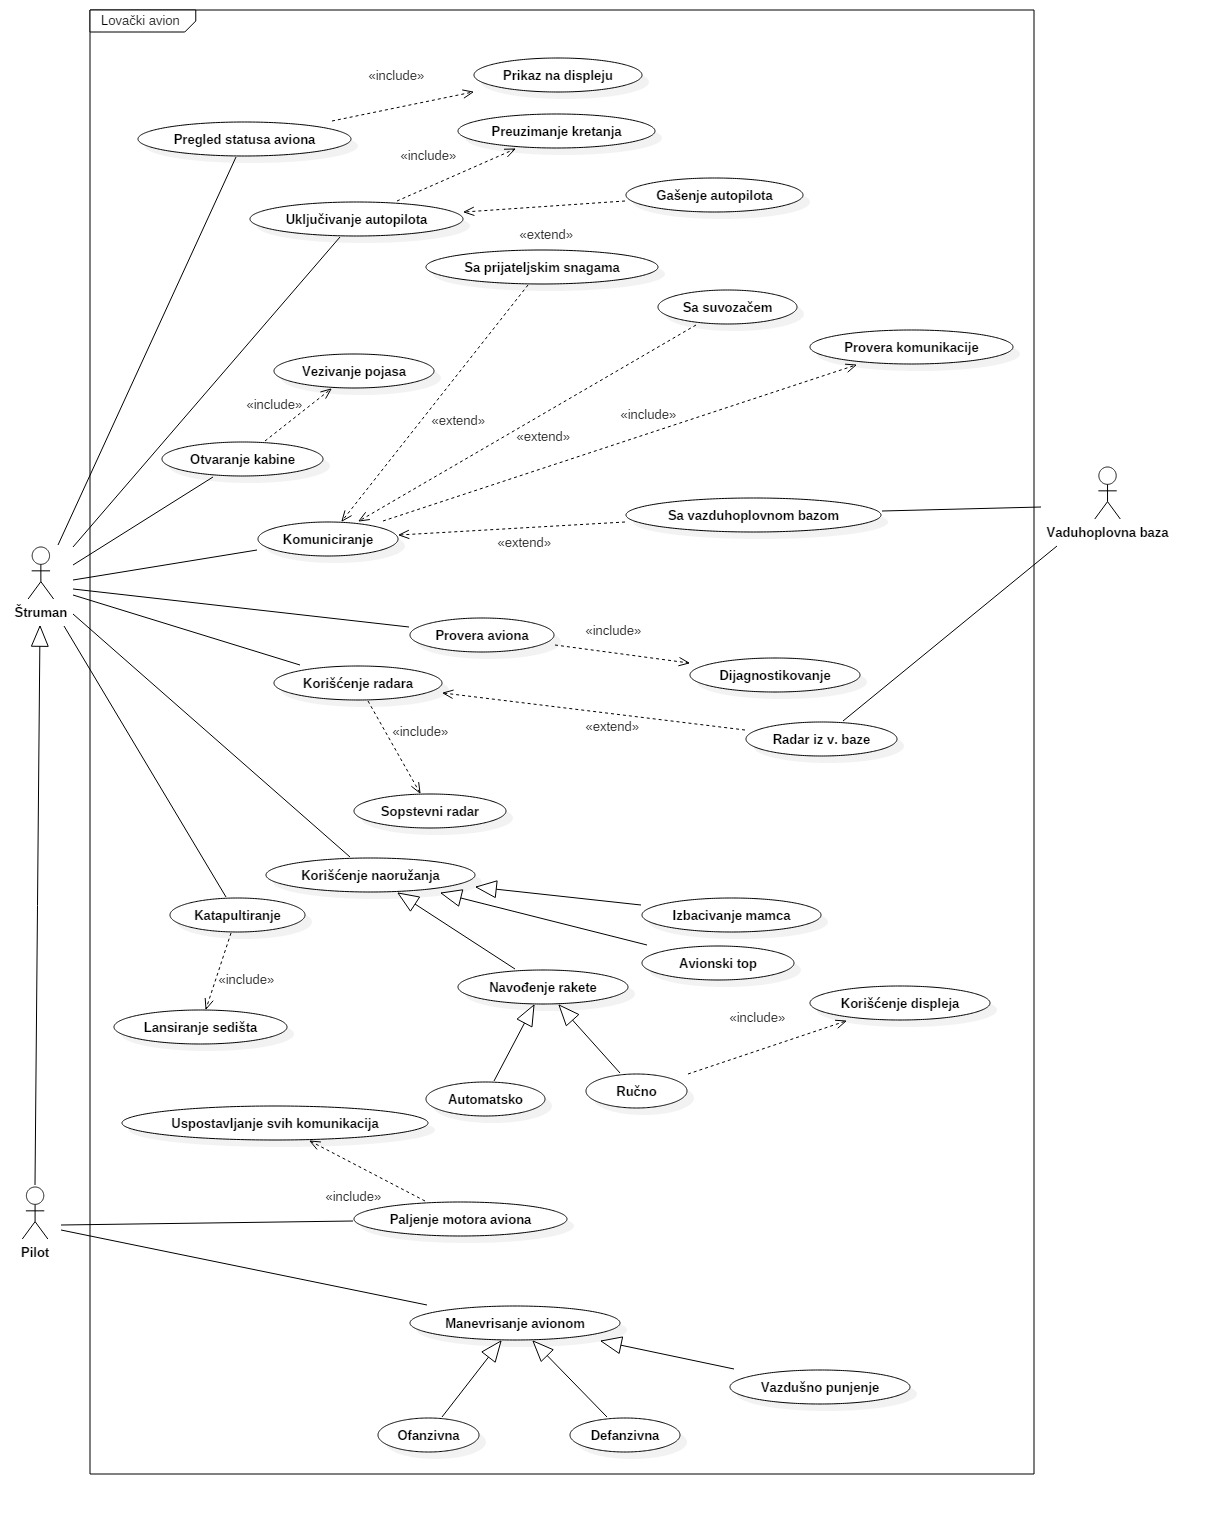 Lovački avion
«include»
Prikaz na displeju
Pregled statusa aviona
Preuzimanje kretanja
«include»
Gašenje autopilota
Uključivanje autopilota
«extend»
Sa prijateljskim snagama
Sa suvozačem
Provera komunikacije
Vezivanje pojasa
«include»
«include»
«extend»
«extend»
Otvaranje kabine
Sa vazduhoplovnom bazom
Vaduhoplovna baza
Komuniciranje
«extend»
Štruman
Provera aviona
«include»
Dijagnostikovanje
Korišćenje radara
«include»
«extend»
Radar iz v. baze
Sopstevni radar
Korišćenje naoružanja
Katapultiranje
Izbacivanje mamca
Avionski top
«include»
Navođenje rakete
Korišćenje displeja
«include»
Lansiranje sedišta
Automatsko
Ručno
Uspostavljanje svih komunikacija
«include»
Paljenje motora aviona
Pilot
Manevrisanje avionom
Vazdušno punjenje
Ofanzivna
Defanzivna